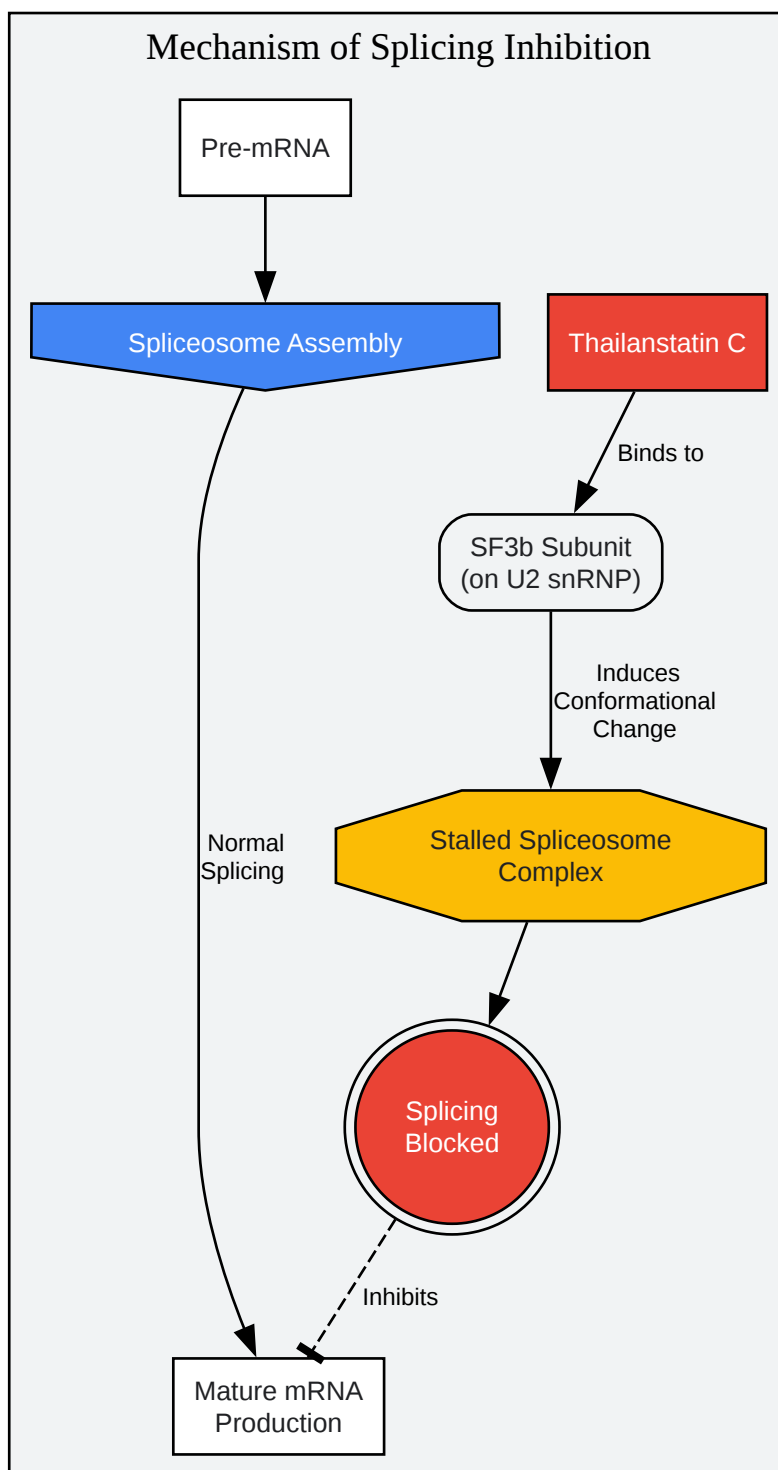 Mechanism of Splicing Inhibition
Pre-mRNA
Spliceosome Assembly
Thailanstatin C
Binds to
SF3b Subunit
(on U2 snRNP)
Induces
Conformational
Change
Normal
Splicing
Stalled Spliceosome
Complex
Splicing
Blocked
Inhibits
Mature mRNA
Production